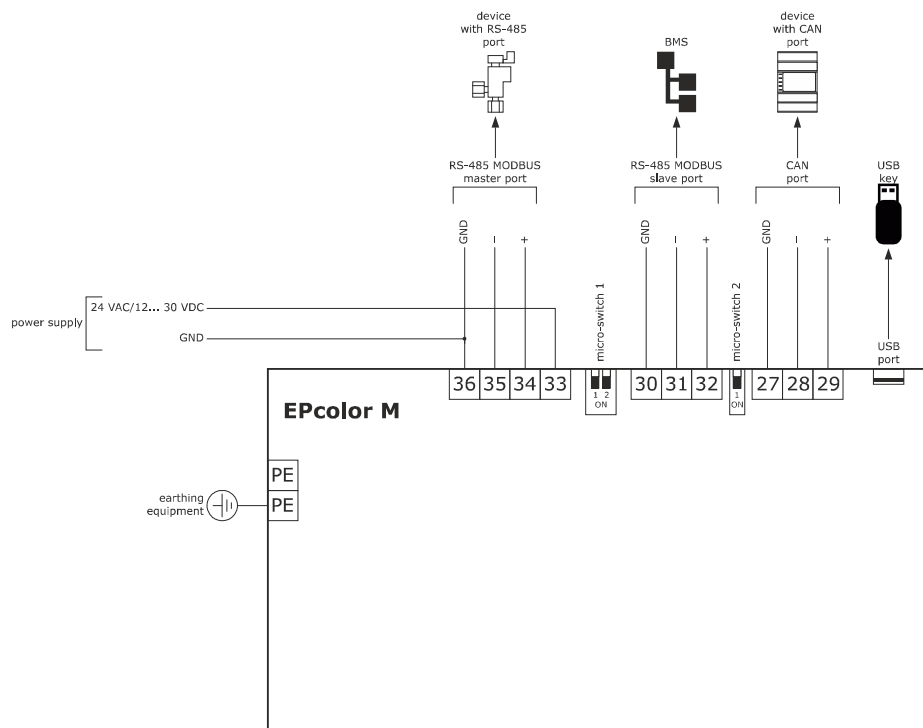 device
with RS-485
port
BMS
device
with CAN
port
RS-485 MODBUS
master port
RS-485 MODBUS
slave port
CAN
port
USB
key
GND
–
+
GND
–
+
GND
–
+
power supply
24 VAC/12... 30 VDC
GND
micro-switch 1
micro-switch 2
USB
port
36 35 34 33
1 2
ON
30 31 32
1
ON
27 28 29
EPcolor M
PE
PE
earthing
equipment